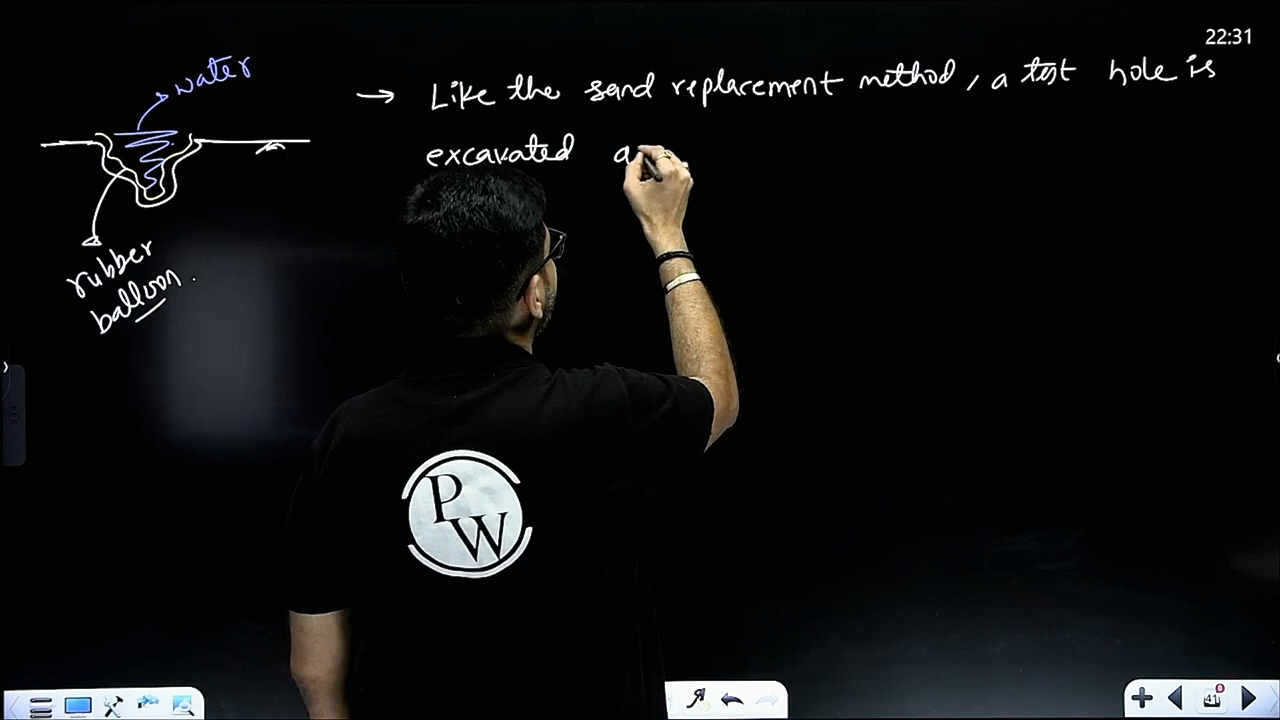 22:31
water
→ Like the sand replacement method, a test hole is
excavated a
rubber
balloon.
PW